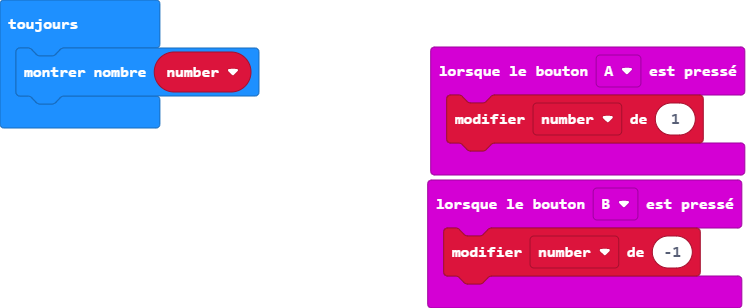 toujours
montrer nombre number
lorsque le bouton A est pressé
modifier number de 1
lorsque le bouton B est pressé
modifier number de -1